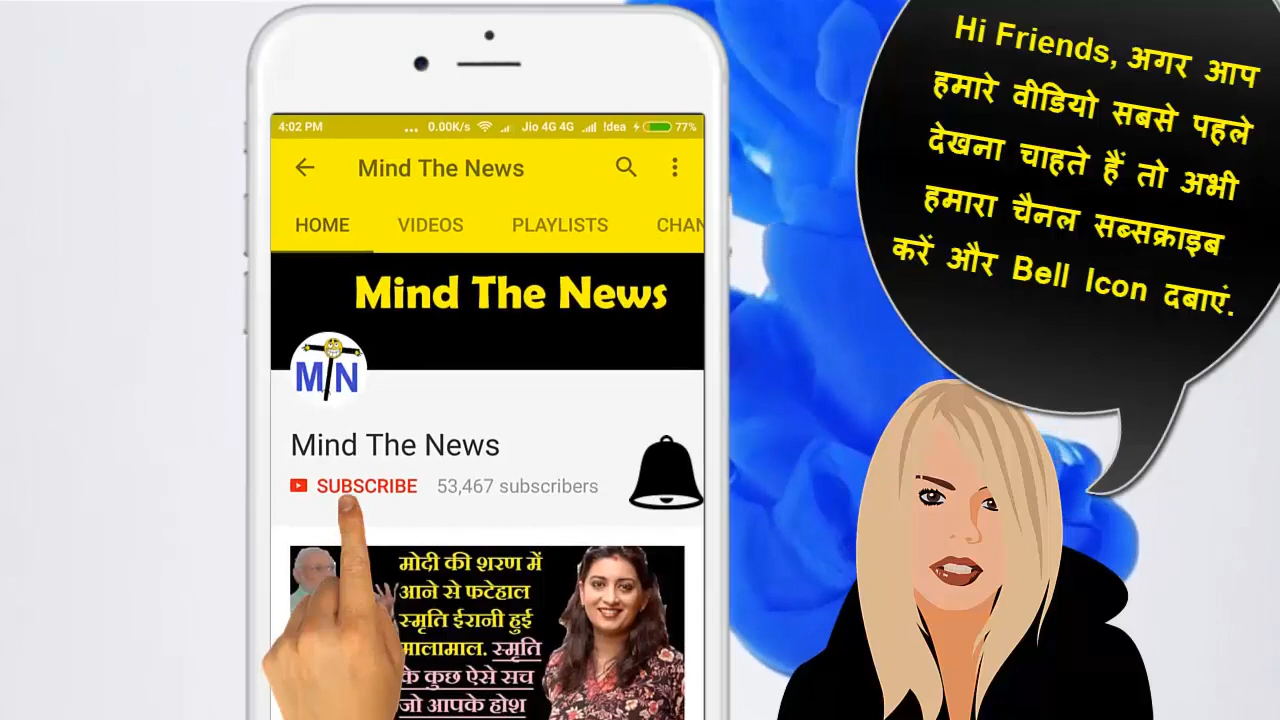 Hi Friends, अगर आप
हमारे वीडियो सबसे पहले
देखना चाहते हैं तो अभी
हमारा चैनल सब्सक्राइब
करें और Bell Icon दबाएं.
4:02 PM ... 0.00K/s Jio 4G 4G !dea 77%
Mind The News
HOME VIDEOS PLAYLISTS CHAN
Mind The News
MTN
Mind The News
SUBSCRIBE 53,467 subscribers
मोदी की शरण में
आने से फटेहाल
स्मृति ईरानी हुई
मालामाल. स्मृति
के कुछ ऐसे सच
जो आपके होश